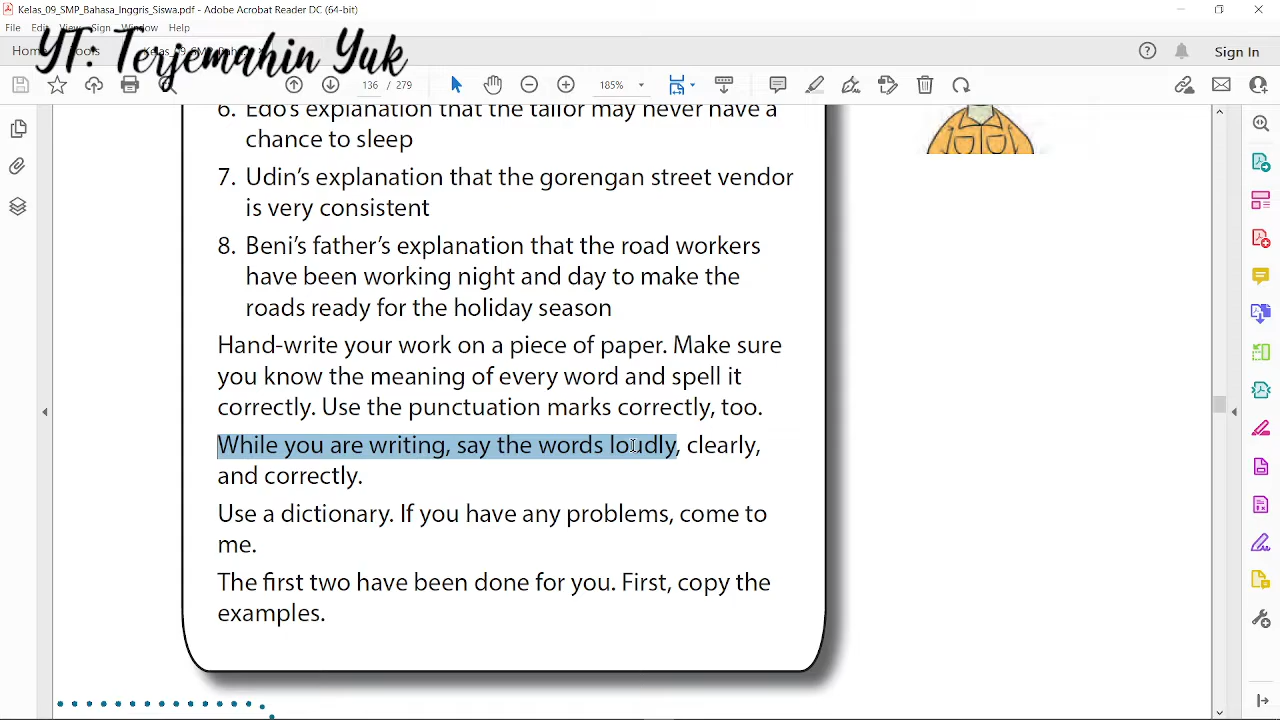 Kelas_09_SMP_Bahasa_Inggris_Siswa.pdf - Adobe Acrobat Reader DC (64-bit)
File Edit View Sign Window Help
YT: Terjemahin Yuk
Home Tools
Sign In
136 / 279
185%
6. Edo's explanation that the tailor may never have a
chance to sleep
7. Udin's explanation that the gorengan street vendor
is very consistent
8. Beni's father's explanation that the road workers
have been working night and day to make the
roads ready for the holiday season
Hand-write your work on a piece of paper. Make sure
you know the meaning of every word and spell it
correctly. Use the punctuation marks correctly, too.
While you are writing, say the words loudly, clearly,
and correctly.
Use a dictionary. If you have any problems, come to
me.
The first two have been done for you. First, copy the
examples.